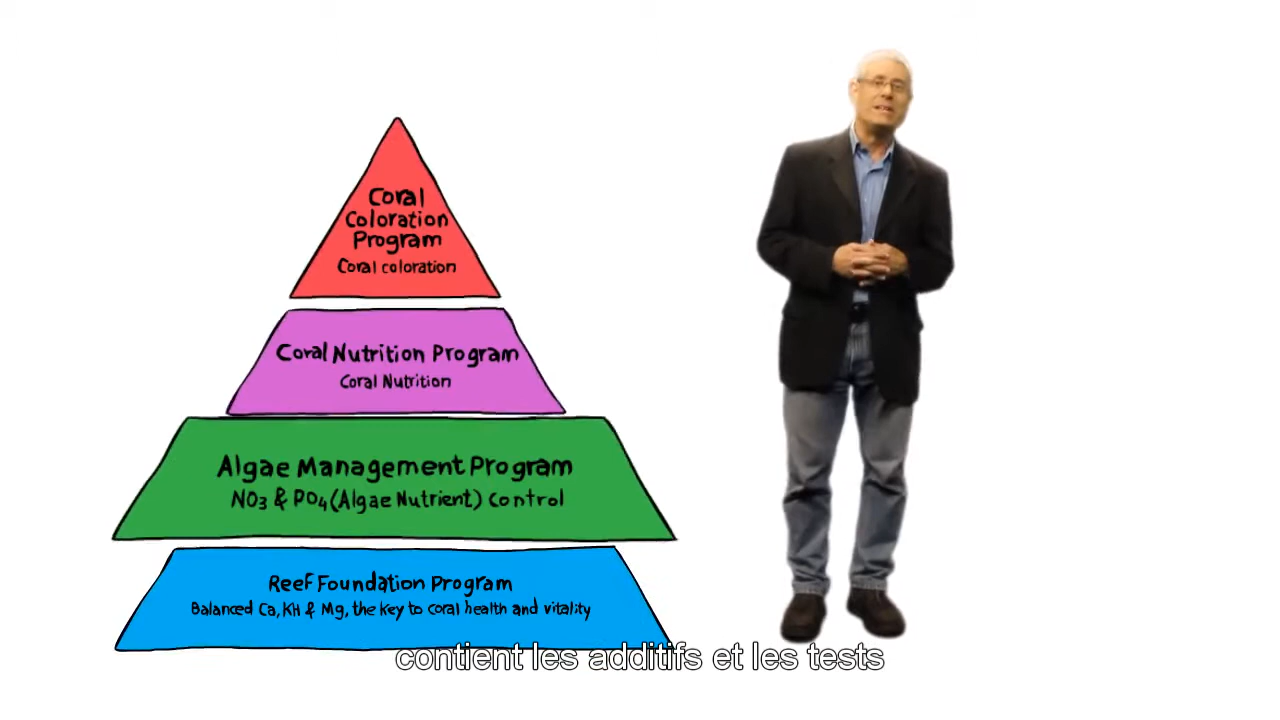 Coral
Coloration
Program
Coral coloration
Coral Nutrition Program
Coral Nutrition
Algae Management Program
NO3 & PO4 (Algae Nutrient) Control
Reef Foundation Program
Balanced Ca, KH & Mg, the key to coral health and vitality
contient les additifs et les tests